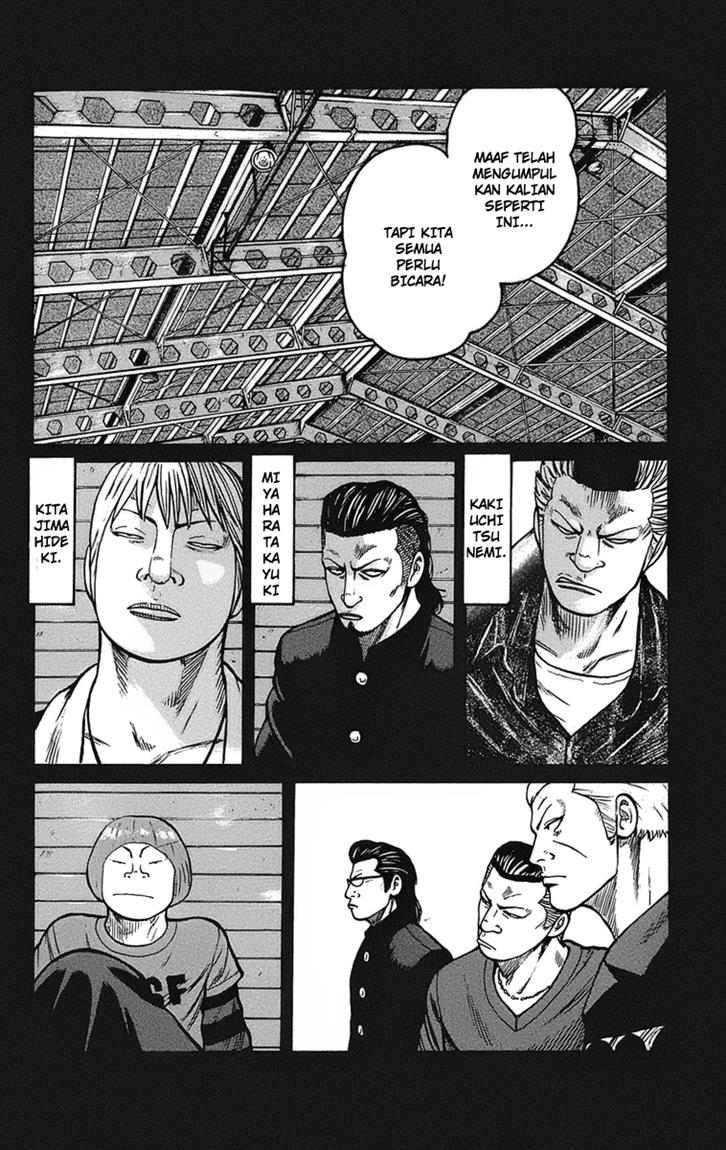 MAAF TELAH
MENGUMPUL
KAN KALIAN
SEPERTI
INI...
TAPI KITA
SEMUA
PERLU
BICARA!
KAKI
UCHI
TSU
NEMI.
MI
YA
HA
RA
TA
KA
YU
KI
KITA
JIMA
HIDE
KI.
SF